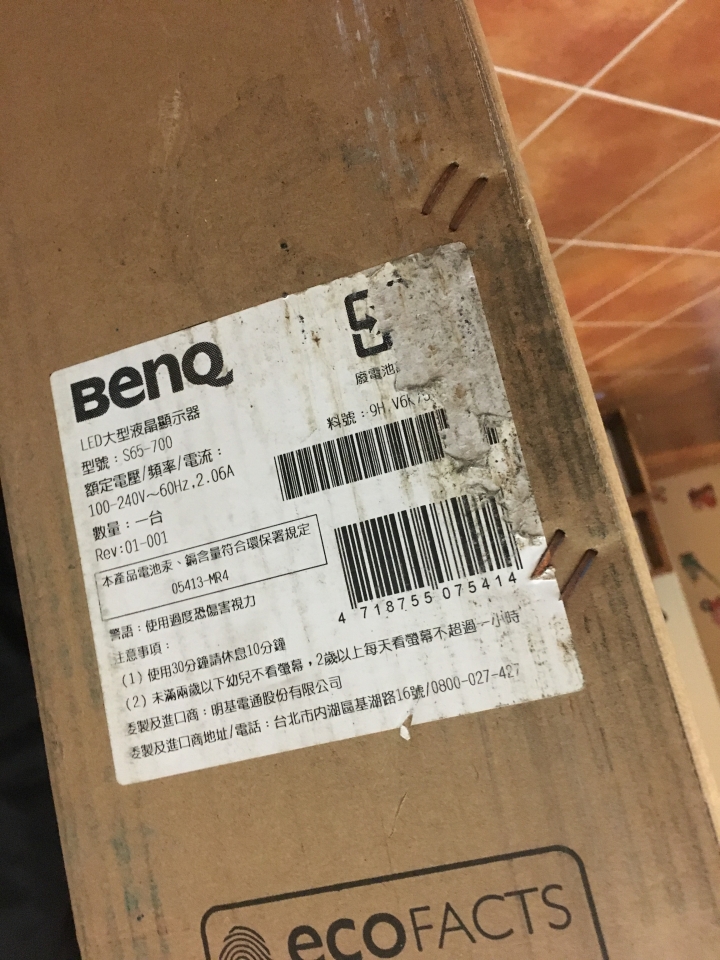 BenQ
LED大型液晶顯示器
型號：S65-700
額定電壓/頻率/電流：
100-240V～60Hz,2.06A
數量：一台
Rev:01-001
廢電池
料號：9H
本產品電池汞、鎘含量符合環保署規定
05413-MR4
4 718755 075414
警語：使用過度恐傷害視力
注意事項：
(1) 使用30分鐘請休息10分鐘
(2) 未滿兩歲以下幼兒不看螢幕，2歲以上每天看螢幕不超過一小時
委製及進口商：明基電通股份有限公司
委製及進口商地址/電話：台北市內湖區基湖路16號/0800-027-427
ecoFACTS